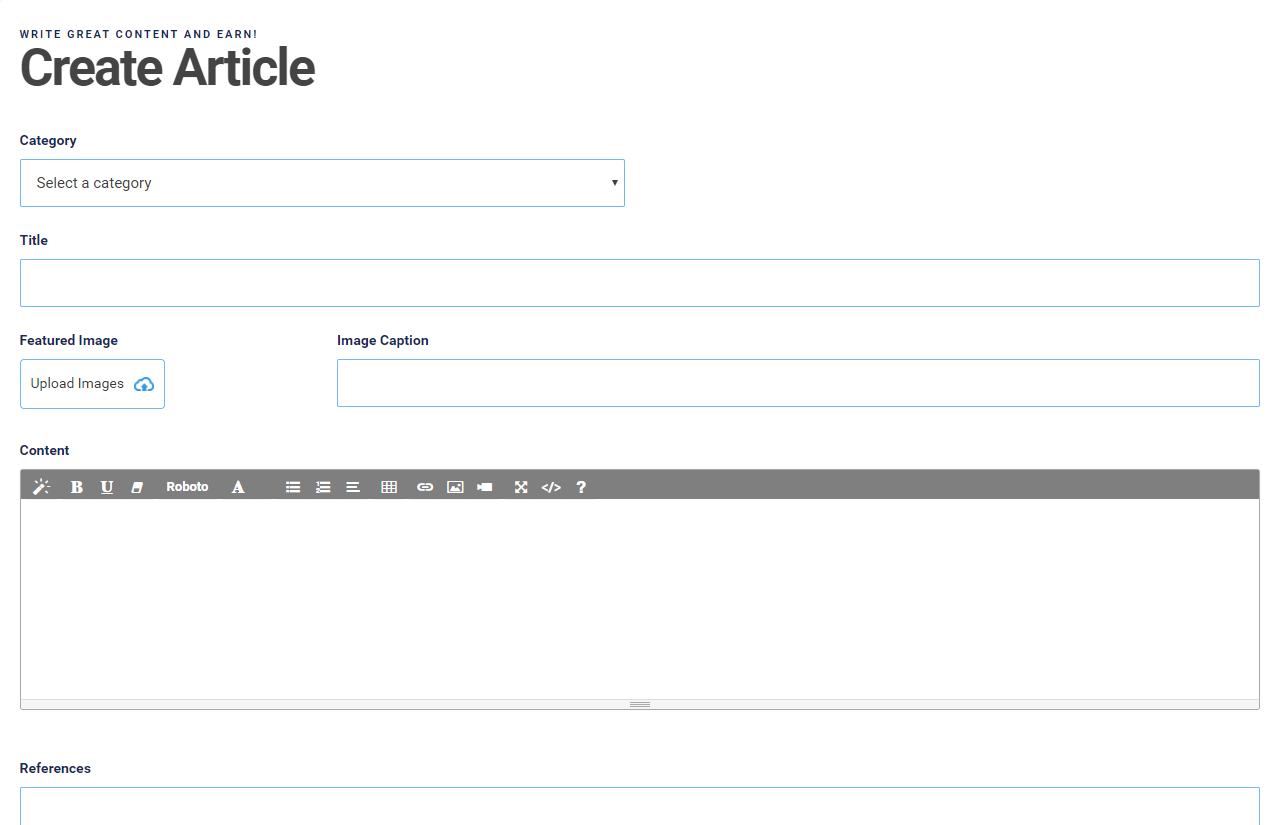 WRITE GREAT CONTENT AND EARN!
Create Article
Category
Select a category
Title
Featured Image Image Caption
Upload Images
Content
B U Roboto A </> ?
References